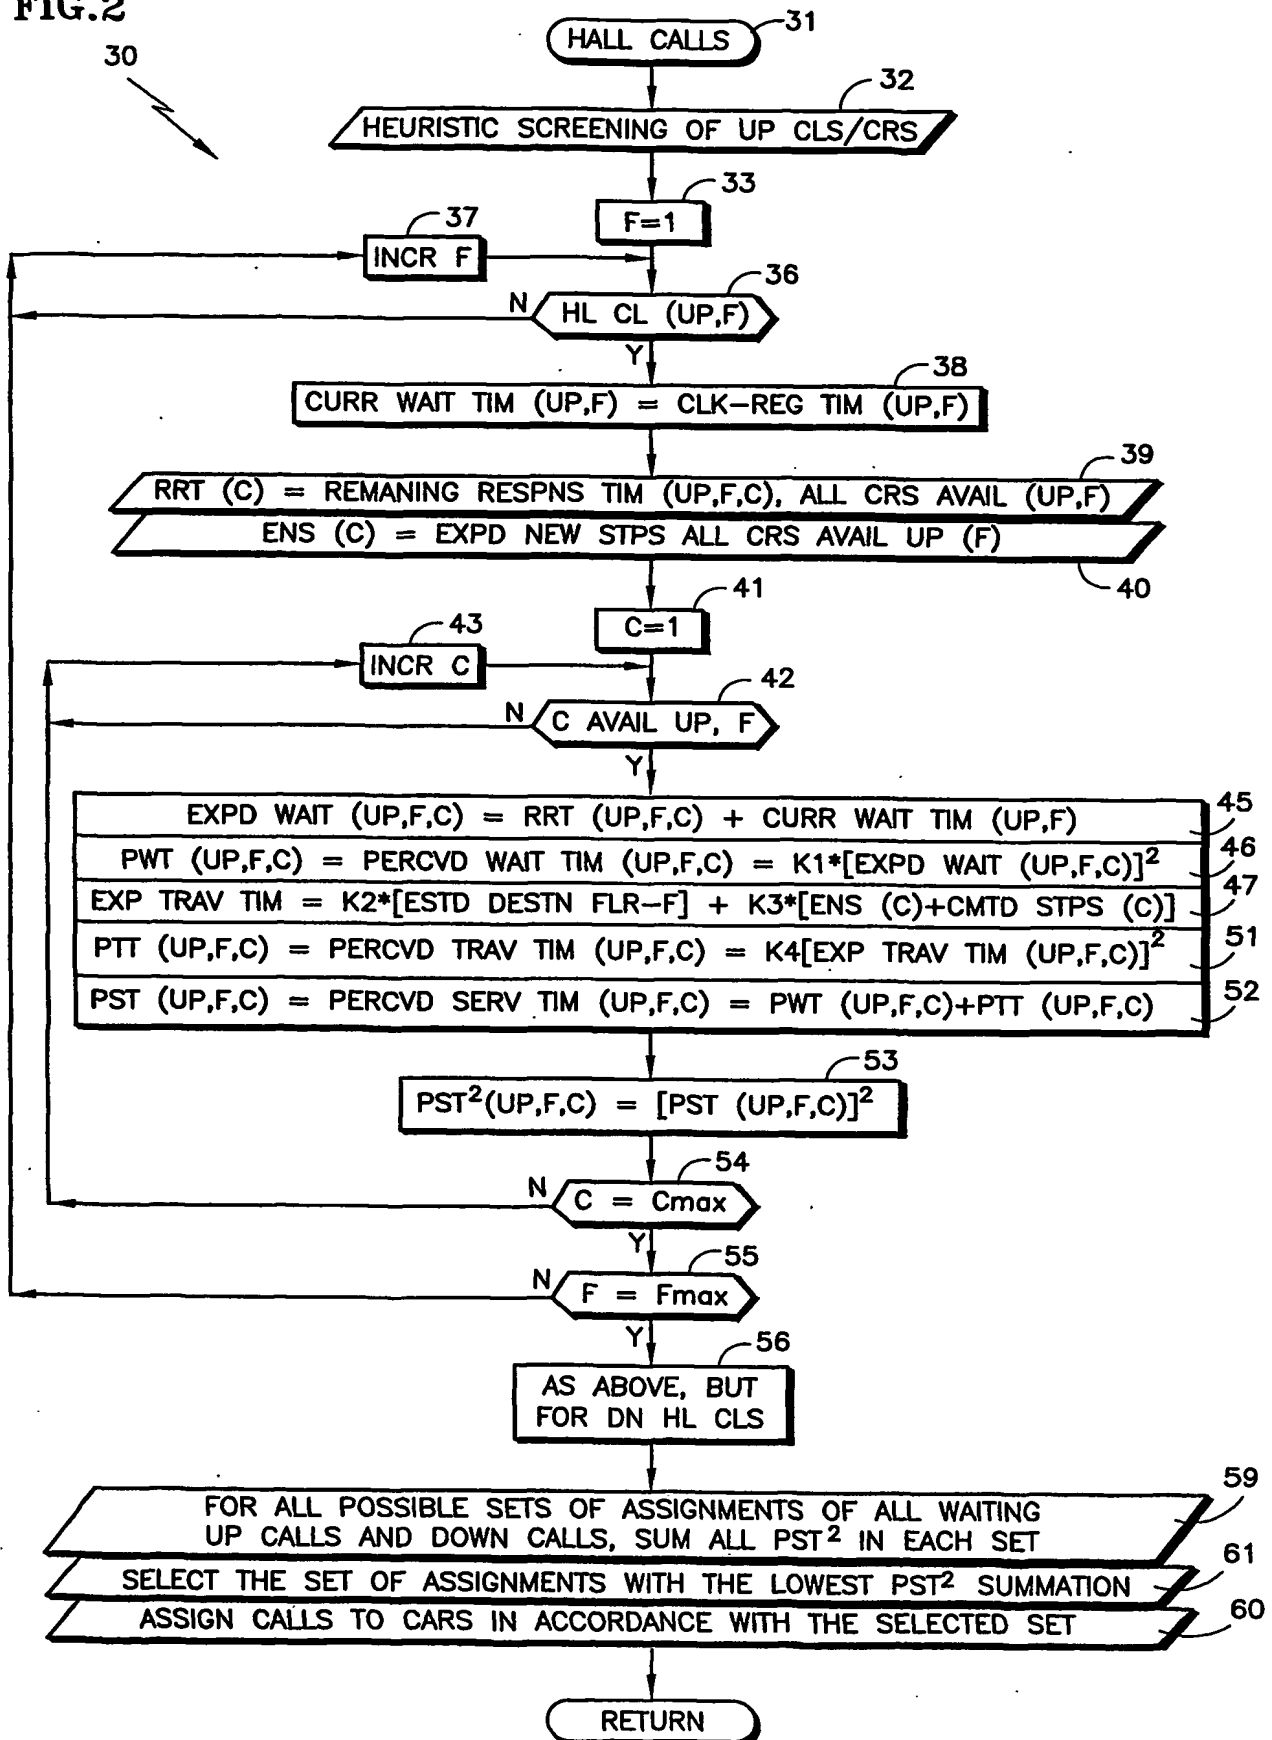 FIG.2
30
HALL CALLS
31
32
HEURISTIC SCREENING OF UP CLS/CRS
33
F=1
37
INCR F
36
HL CL (UP,F)
N
Y
38
CURR WAIT TIM (UP,F) = CLK-REG TIM (UP,F)
39
RRT (C) = REMANING RESPNS TIM (UP,F,C), ALL CRS AVAIL (UP,F)
ENS (C) = EXPD NEW STPS ALL CRS AVAIL UP (F)
40
41
C=1
43
INCR C
42
C AVAIL UP, F
N
Y
EXPD WAIT (UP,F,C) = RRT (UP,F,C) + CURR WAIT TIM (UP,F)
45
PWT (UP,F,C) = PERCVD WAIT TIM (UP,F,C) = K1*[EXPD WAIT (UP,F,C)]²
46
EXP TRAV TIM = K2*[ESTD DESTN FLR-F] + K3*[ENS (C)+CMTD STPS (C)]
47
PTT (UP,F,C) = PERCVD TRAV TIM (UP,F,C) = K4[EXP TRAV TIM (UP,F,C)]²
51
PST (UP,F,C) = PERCVD SERV TIM (UP,F,C) = PWT (UP,F,C)+PTT (UP,F,C)
52
53
PST²(UP,F,C) = [PST (UP,F,C)]²
54
C = Cmax
N
Y
55
F = Fmax
N
Y
56
AS ABOVE, BUT
FOR DN HL CLS
59
FOR ALL POSSIBLE SETS OF ASSIGNMENTS OF ALL WAITING
UP CALLS AND DOWN CALLS, SUM ALL PST² IN EACH SET
61
SELECT THE SET OF ASSIGNMENTS WITH THE LOWEST PST² SUMMATION
60
ASSIGN CALLS TO CARS IN ACCORDANCE WITH THE SELECTED SET
RETURN